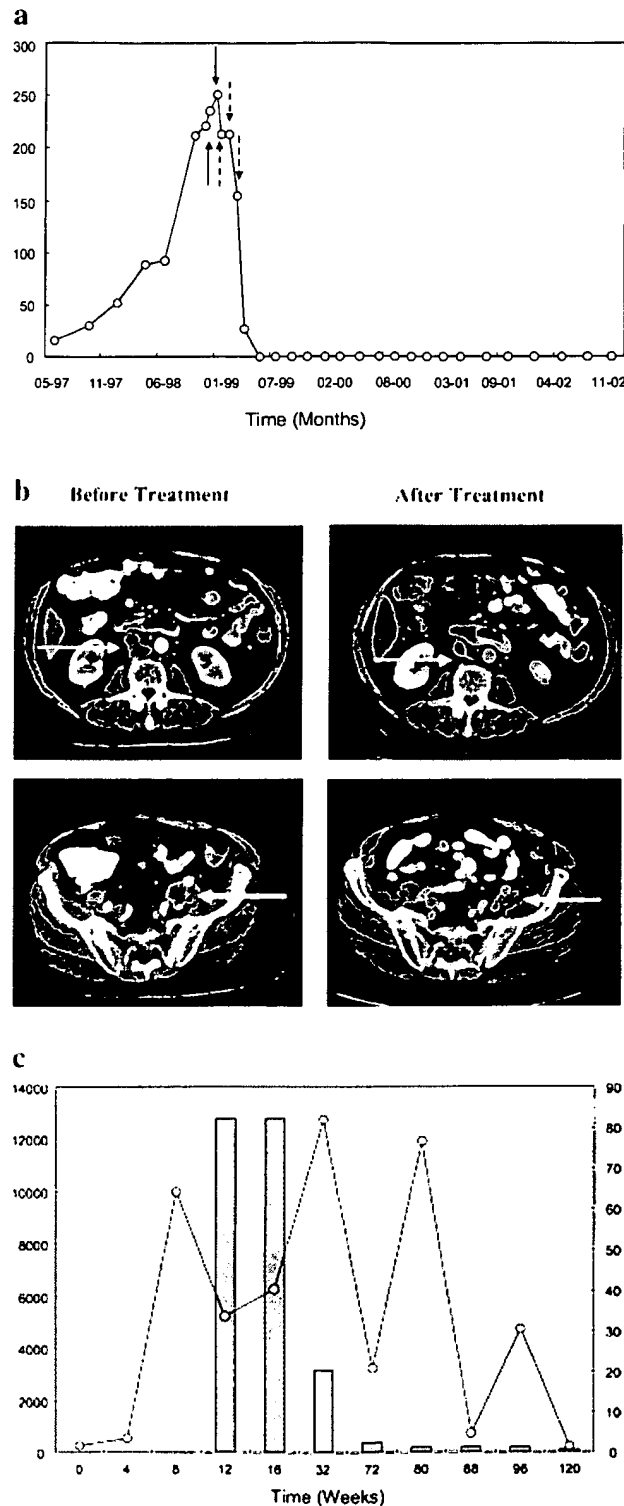 a
300
250
200
150
100
50
0
05-97 11-97 06-98 01-99 07-99 02-00 08-00 03-01 09-01 04-02 11-02
Time (Months)
b Before Treatment After Treatment
c
14000 90
12000 80
10000 70
8000 60
6000 50
4000 40
2000 30
0 20
10
0
0 4 8 12 16 32 72 80 88 96 120
Time (Weeks)